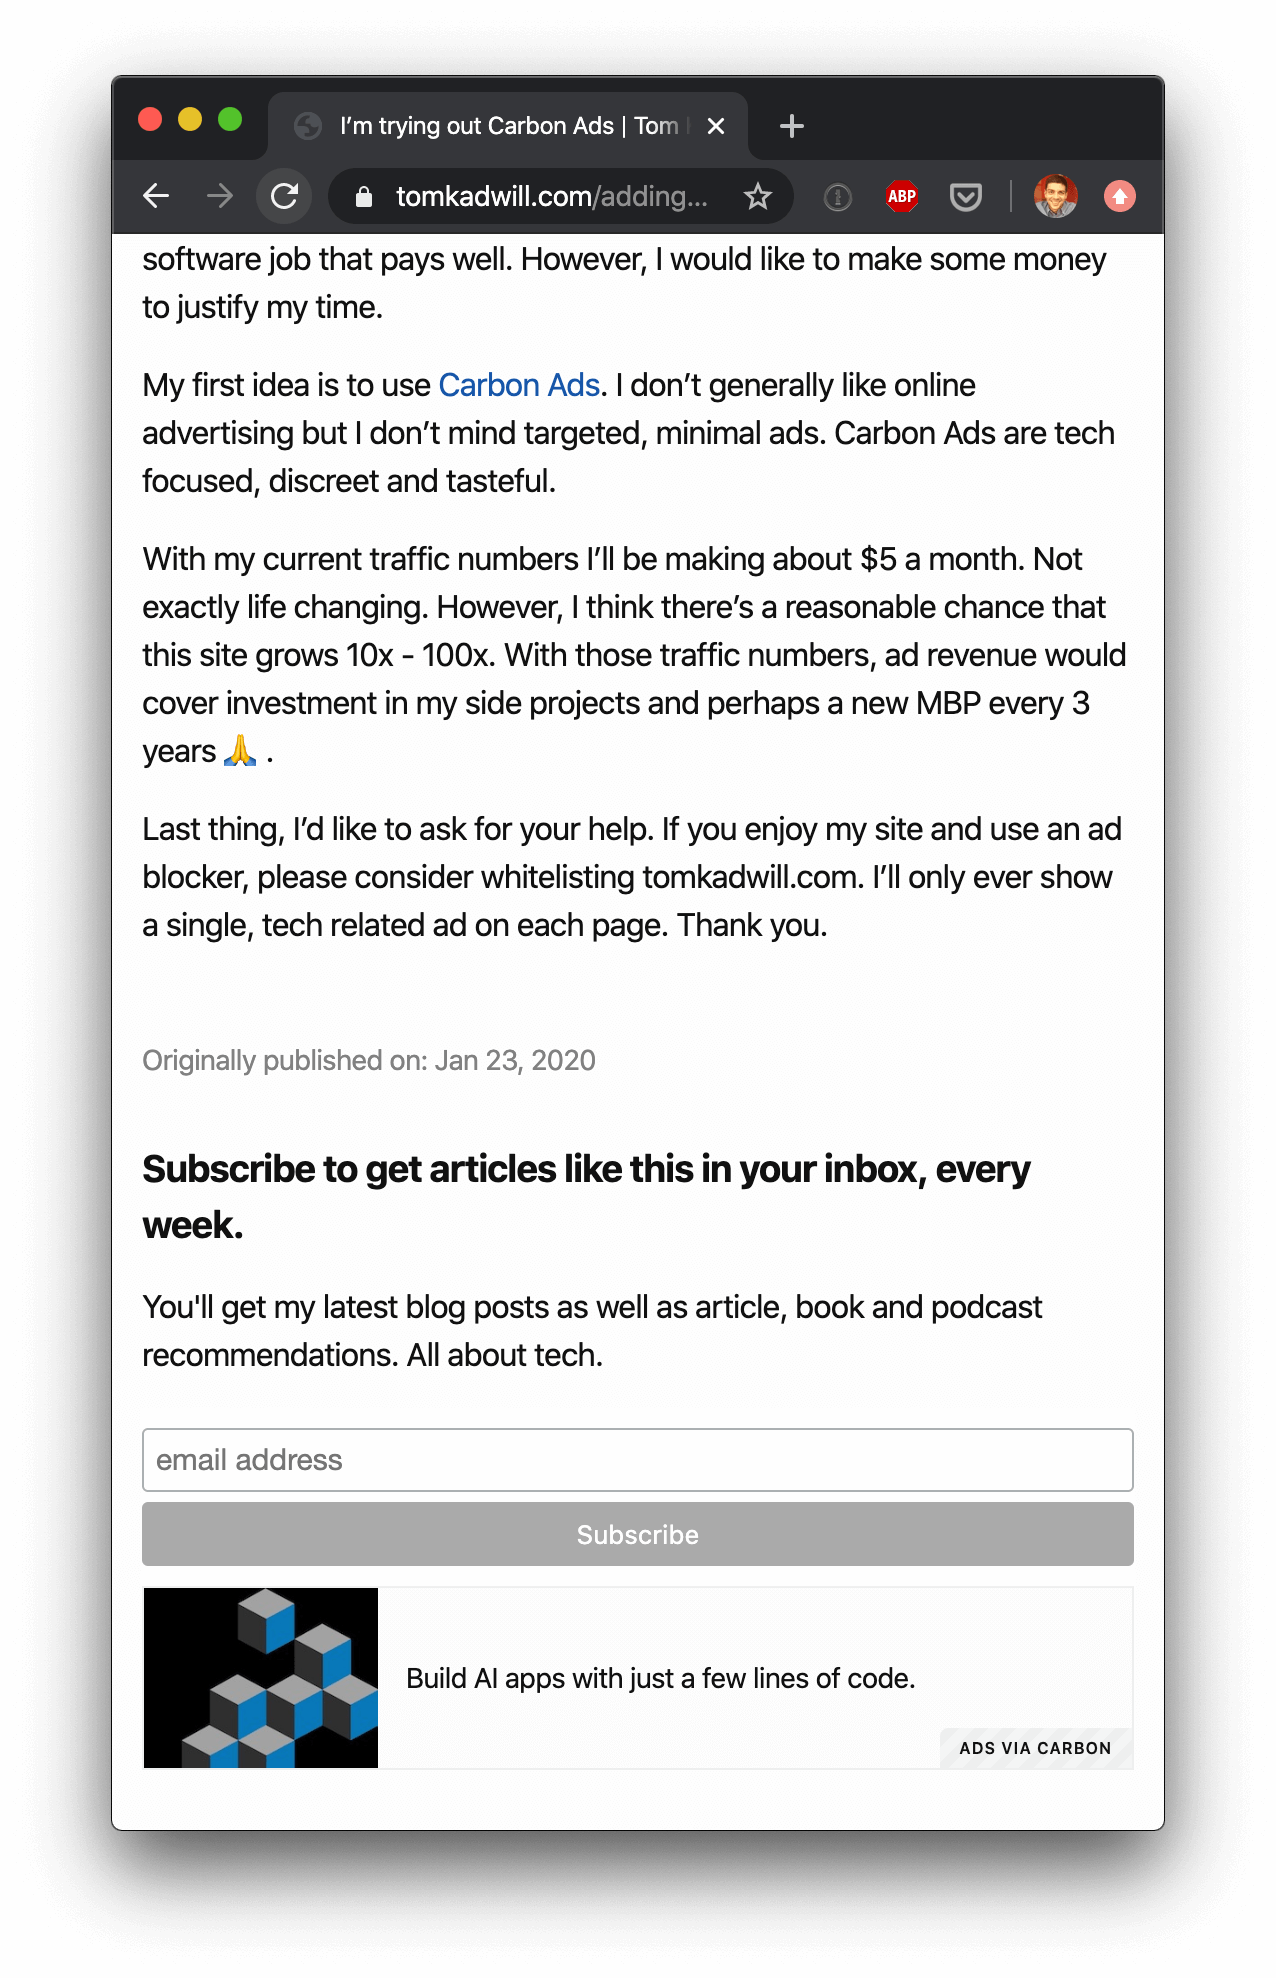 I’m trying out Carbon Ads | Tom
tomkadwill.com/adding...
ABP
software job that pays well. However, I would like to make some money
to justify my time.
My first idea is to use Carbon Ads. I don’t generally like online
advertising but I don’t mind targeted, minimal ads. Carbon Ads are tech
focused, discreet and tasteful.
With my current traffic numbers I’ll be making about $5 a month. Not
exactly life changing. However, I think there’s a reasonable chance that
this site grows 10x - 100x. With those traffic numbers, ad revenue would
cover investment in my side projects and perhaps a new MBP every 3
years 🙏 .
Last thing, I’d like to ask for your help. If you enjoy my site and use an ad
blocker, please consider whitelisting tomkadwill.com. I’ll only ever show
a single, tech related ad on each page. Thank you.
Originally published on: Jan 23, 2020
Subscribe to get articles like this in your inbox, every
week.
You'll get my latest blog posts as well as article, book and podcast
recommendations. All about tech.
email address
Subscribe
Build AI apps with just a few lines of code.
ADS VIA CARBON